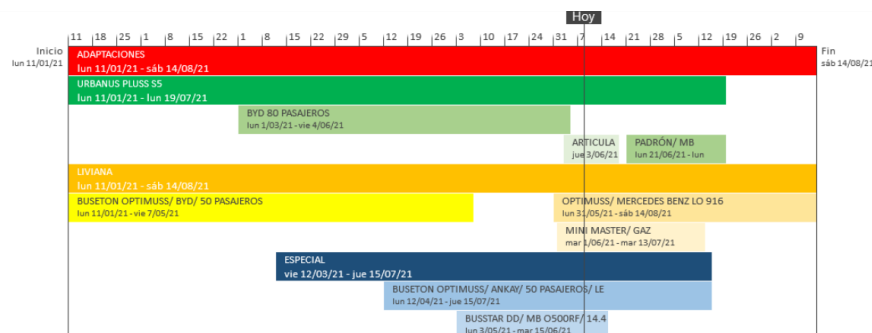 Hoy
11 18 25 1 8 15 22 1 8 15 22 29 5 12 19 26 3 10 17 24 31 7 14 21 28 5 12 19 26 2 9
Inicio
lun 11/01/21
Fin
sáb 14/08/21
ADAPTACIONES
lun 11/01/21 - sáb 14/08/21
URBANUS PLUSS S5
lun 11/01/21 - lun 19/07/21
BYD 80 PASAJEROS
lun 1/03/21 - vie 4/06/21
ARTICULA
jue 3/06/21
PADRÓN/ MB
lun 21/06/21 - lun
LIVIANA
lun 11/01/21 - sáb 14/08/21
BUSETON OPTIMUSS/ BYD/ 50 PASAJEROS
lun 11/01/21 - vie 7/05/21
OPTIMUSS/ MERCEDES BENZ LO 916
lun 31/05/21 - sáb 14/08/21
MINI MASTER/ GAZ
mar 1/06/21 - mar 13/07/21
ESPECIAL
vie 12/03/21 - jue 15/07/21
BUSETON OPTIMUSS/ ANKAY/ 50 PASAJEROS/ LE
lun 12/04/21 - jue 15/07/21
BUSSTAR DD/ MB O500RF/ 14.4
lun 3/05/21 - mar 15/06/21